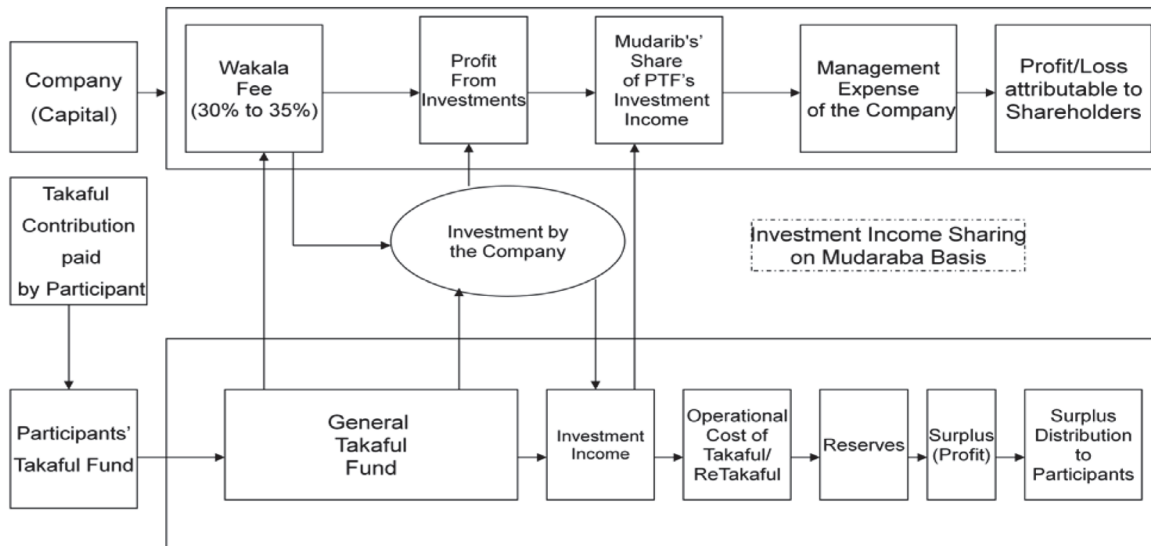 Company
(Capital)
Wakala
Fee
(30% to 35%)
Profit
From
Investments
Mudarib's'
Share
of PTF's
Investment
Income
Management
Expense
of the Company
Profit/Loss
attributable to
Shareholders
Takaful
Contribution
paid
by Participant
Investment by
the Company
Investment Income Sharing
on Mudaraba Basis
Participants'
Takaful Fund
General
Takaful
Fund
Investment
Income
Operational
Cost of
Takaful/
ReTakaful
Reserves
Surplus
(Profit)
Surplus
Distribution
to
Participants